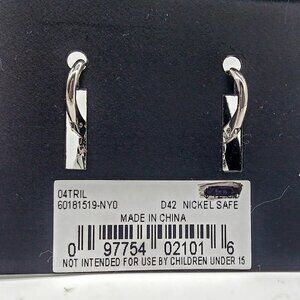 04TRIL
60181519-NY0 D42 NICKEL SAFE
MADE IN CHINA
0 97754 02101 6
NOT INTENDED FOR USE BY CHILDREN UNDER 15